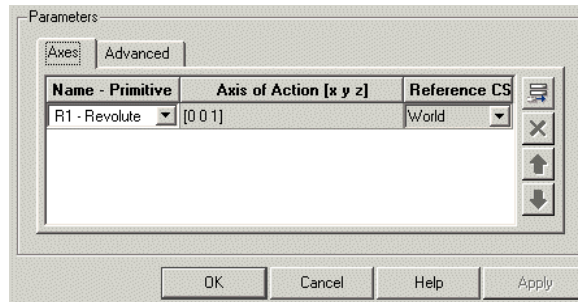 Parameters
Axes Advanced
Name - Primitive Axis of Action [x y z] Reference CS
R1 - Revolute [0 0 1] World
OK Cancel Help Apply